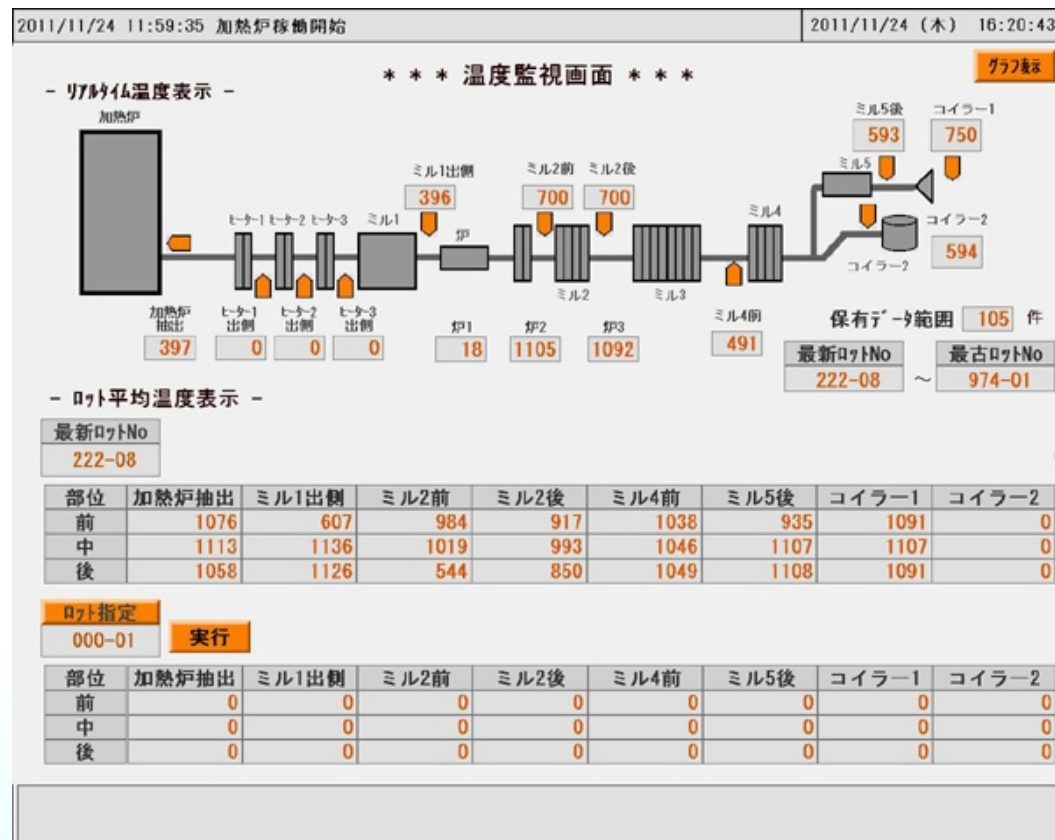 2011/11/24 11:59:35 加熱炉稼働開始
2011/11/24 (木) 16:20:43
* * * 温度監視画面 * * *
グラフ表示
- リアルタイム温度表示 -
加熱炉
ミル5後 コイラー1
593 750
ミル1出側 ミル2前 ミル2後 ミル5
396 700 700
ヒーター1 ヒーター2 ヒーター3 ミル1 炉 ミル4 コイラー2
594
コイラー2
ミル2 ミル3
加熱炉抽出 ヒーター1出側 ヒーター2出側 ヒーター3出側 炉1 炉2 炉3 ミル4前
397 0 0 0 18 1105 1092 491
保有データ範囲 105 件
最新ロットNo 最古ロットNo
222-08 ～ 974-01
- ロット平均温度表示 -
最新ロットNo
222-08
部位 加熱炉抽出 ミル1出側 ミル2前 ミル2後 ミル4前 ミル5後 コイラー1 コイラー2
前 1076 607 984 917 1038 935 1091 0
中 1113 1136 1019 993 1046 1107 1107 0
後 1058 1126 544 850 1049 1108 1091 0
ロット指定
000-01 実行
部位 加熱炉抽出 ミル1出側 ミル2前 ミル2後 ミル4前 ミル5後 コイラー1 コイラー2
前 0 0 0 0 0 0 0 0
中 0 0 0 0 0 0 0 0
後 0 0 0 0 0 0 0 0